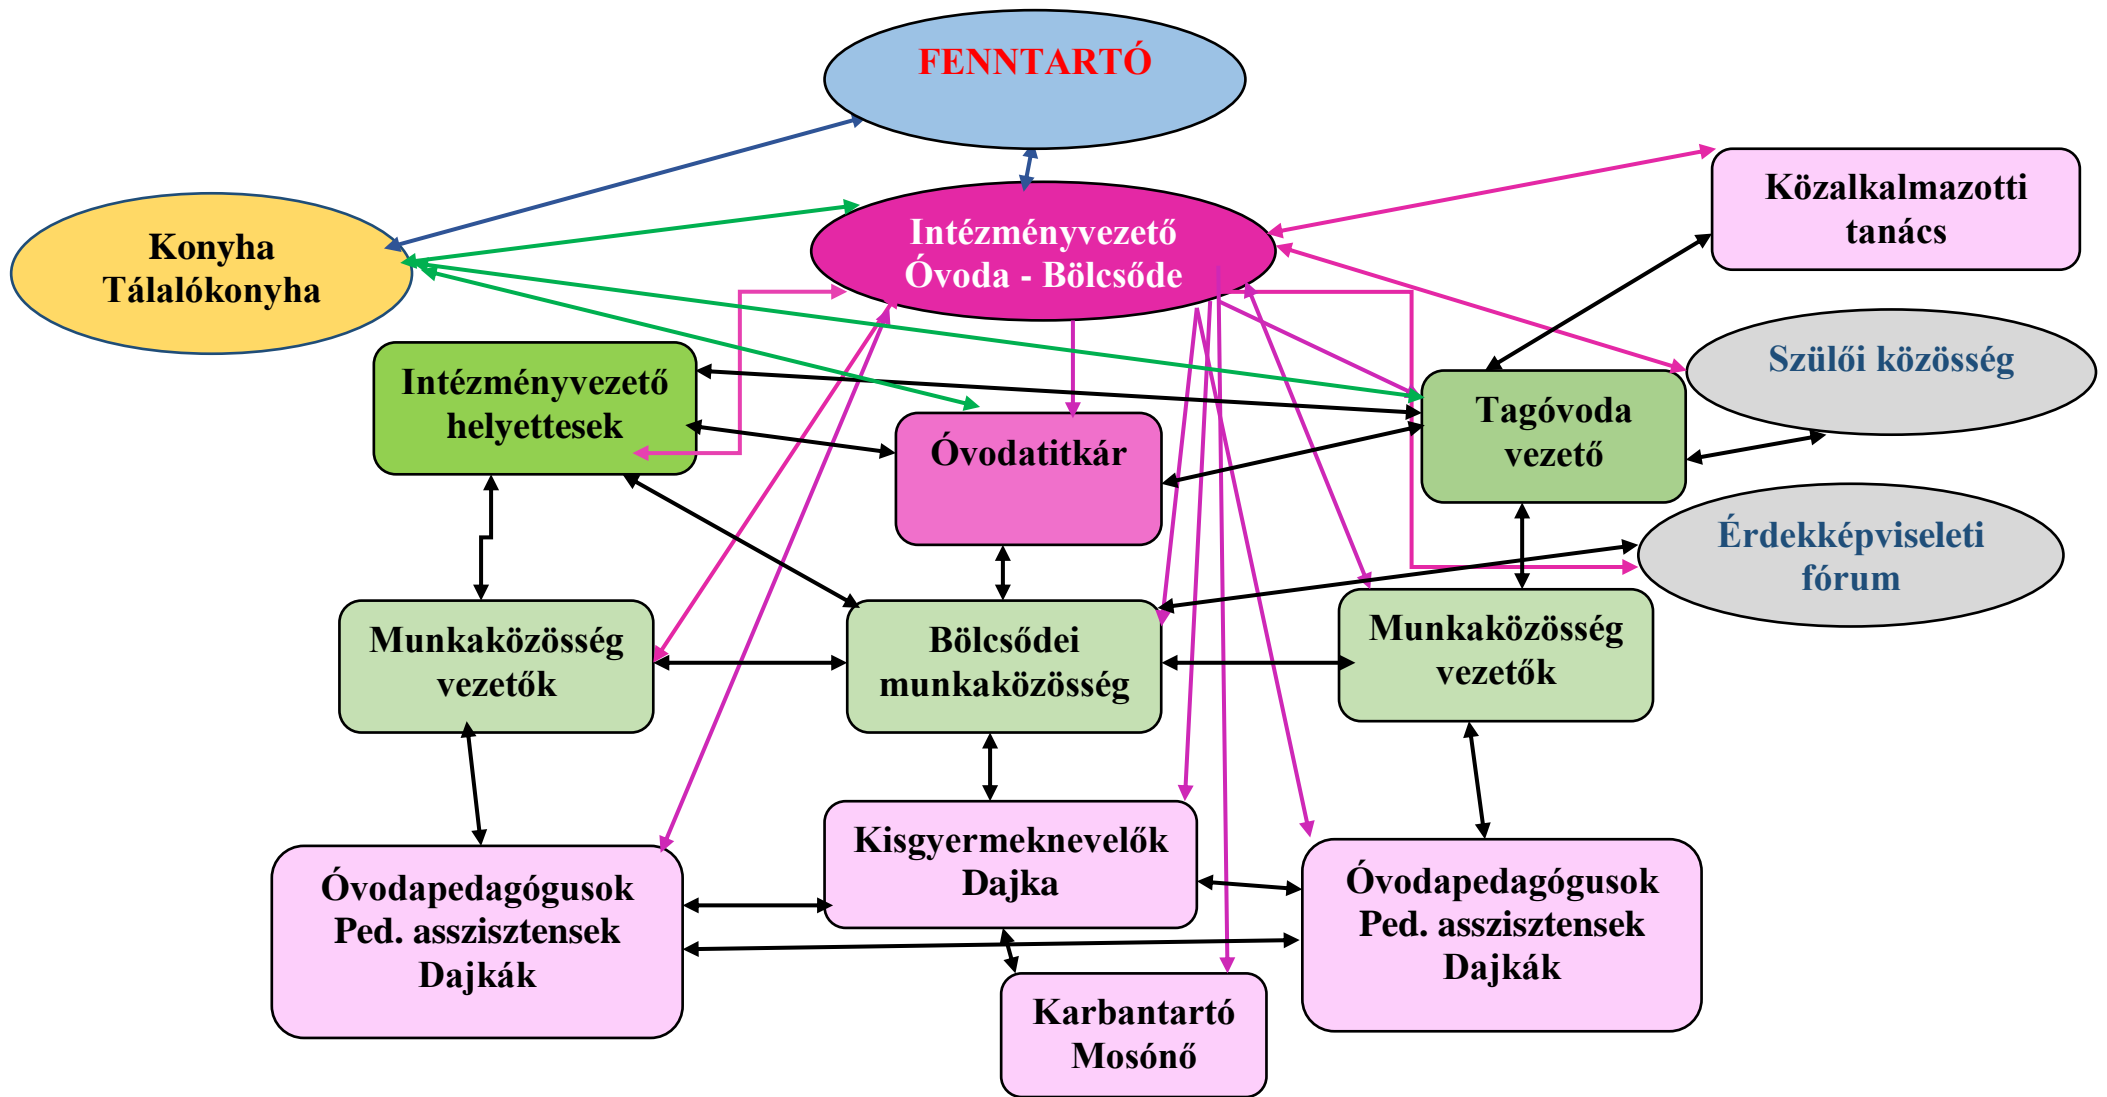 FENNTARTÓ
Közalkalmazotti
tanács
Konyha
Tálalókonyha
Intézményvezető
Óvoda - Bölcsőde
Szülői közösség
Intézményvezető
helyettesek
Óvodatitkár
Tagóvoda
vezető
Érdekképviseleti
fórum
Munkaközösség
vezetők
Bölcsődei
munkaközösség
Munkaközösség
vezetők
Óvodapedagógusok
Ped. asszisztensek
Dajkák
Kisgyermeknevelők
Dajka
Óvodapedagógusok
Ped. asszisztensek
Dajkák
Karbantartó
Mosónő